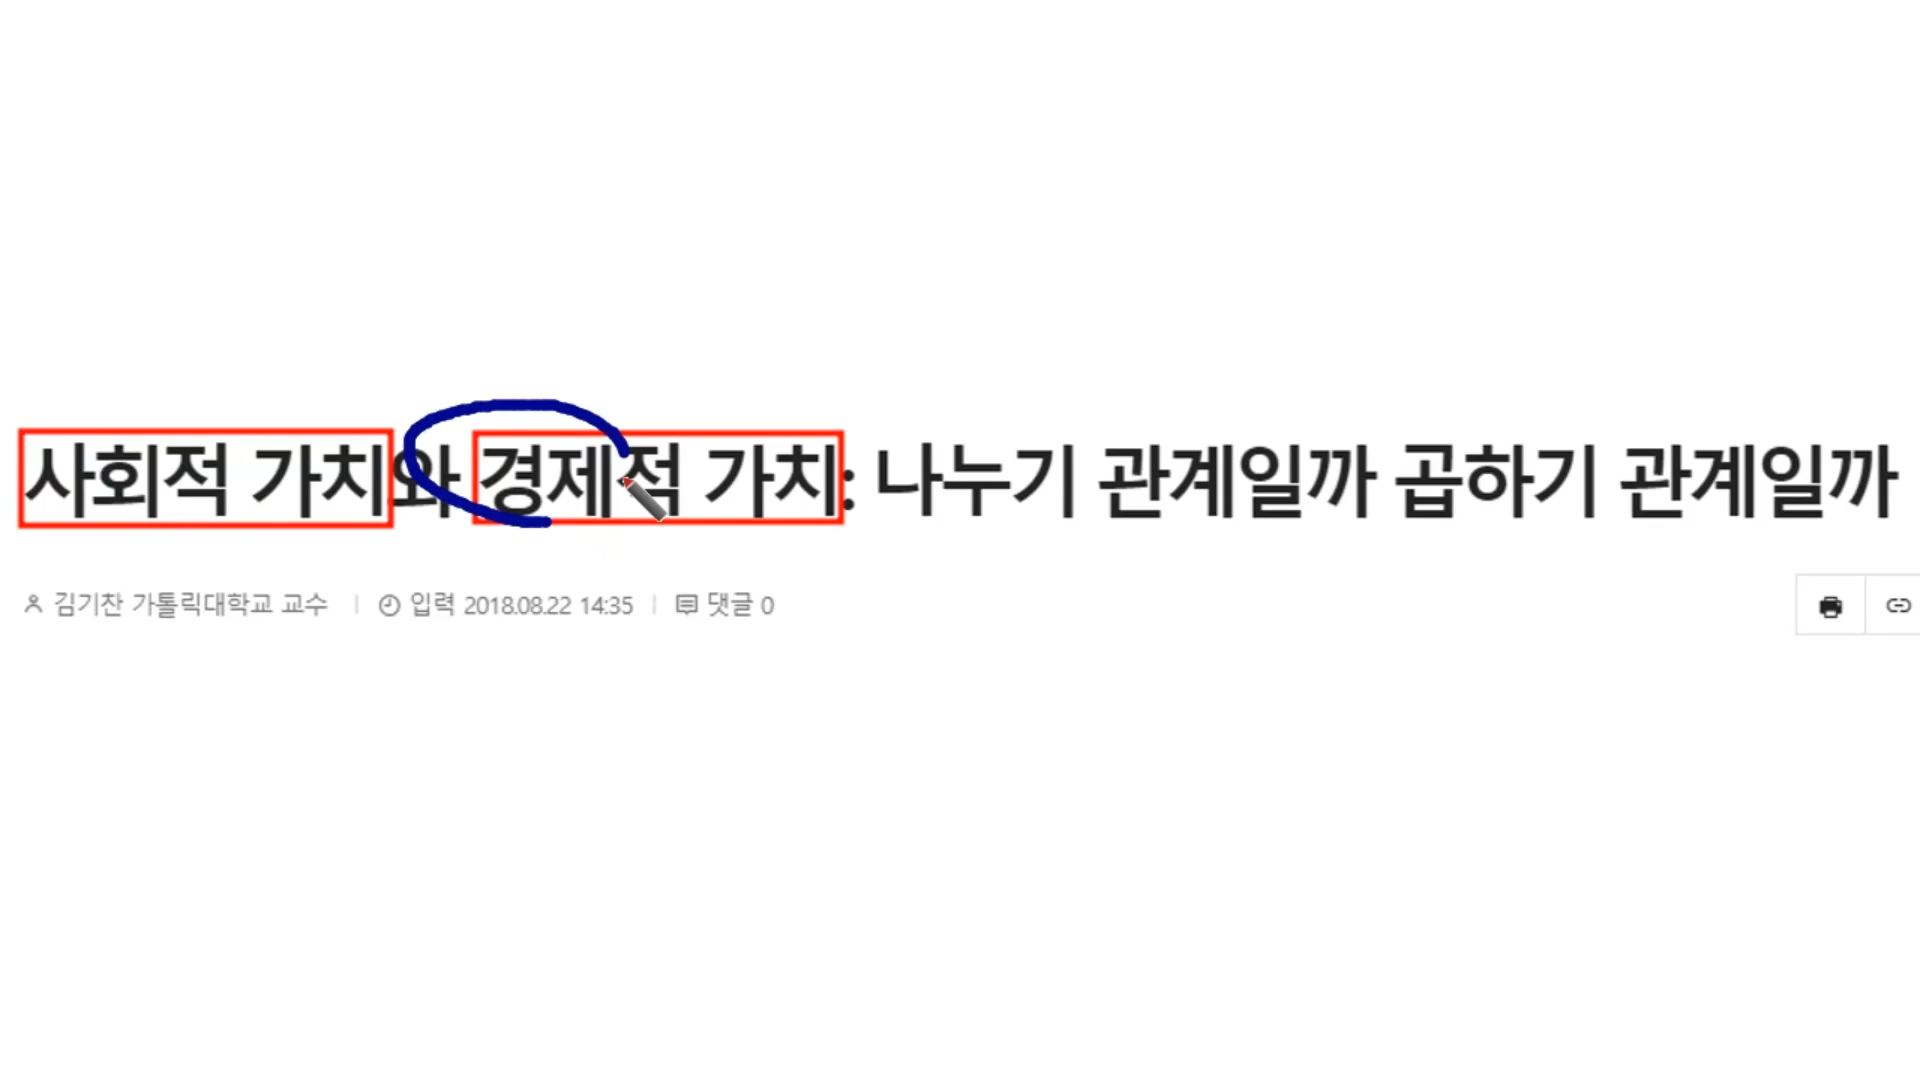 사회적 가치와 경제적 가치: 나누기 관계일까 곱하기 관계일까
김기찬 가톨릭대학교 교수 | 입력 2018.08.22 14:35 | 댓글 0